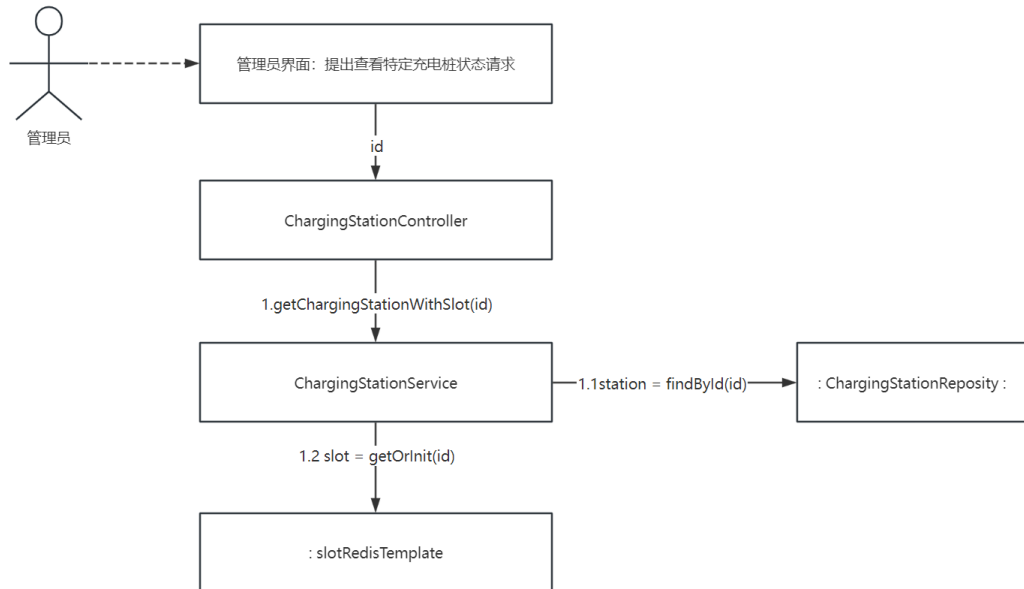 管理员界面：提出查看特定充电桩状态请求
管理员
id
ChargingStationController
1.getChargingStationWithSlot(id)
ChargingStationService
1.1station = findById(id)
: ChargingStationReposity :
1.2 slot = getOrInit(id)
: slotRedisTemplate